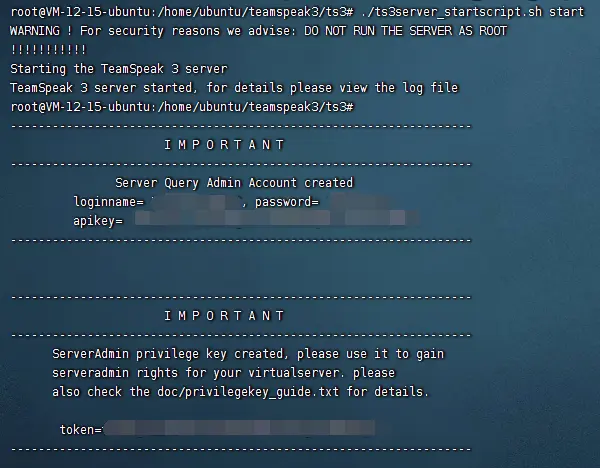 root@VM-12-15-ubuntu:/home/ubuntu/teamspeak3/ts3# ./ts3server_startscript.sh start
WARNING ! For security reasons we advise: DO NOT RUN THE SERVER AS ROOT
!!!!!!!!!!!
Starting the TeamSpeak 3 server
TeamSpeak 3 server started, for details please view the log file
root@VM-12-15-ubuntu:/home/ubuntu/teamspeak3/ts3#
------------------------------------------------------------------
I M P O R T A N T
------------------------------------------------------------------
Server Query Admin Account created
loginname= , password=
apikey=
------------------------------------------------------------------
------------------------------------------------------------------
I M P O R T A N T
------------------------------------------------------------------
ServerAdmin privilege key created, please use it to gain
serveradmin rights for your virtualserver. please
also check the doc/privilegekey_guide.txt for details.
token=
------------------------------------------------------------------